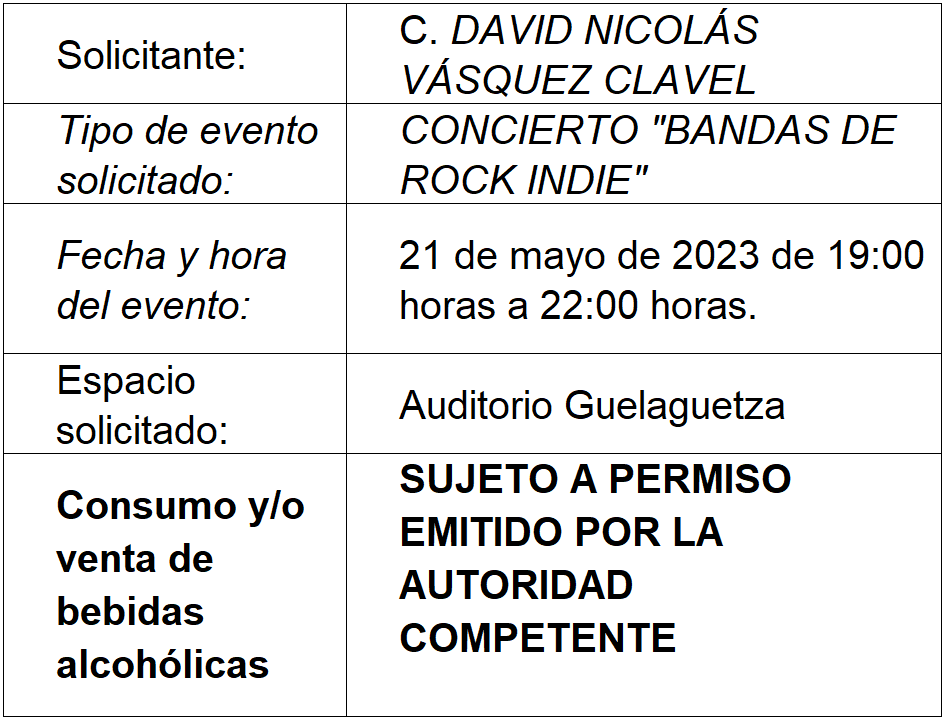 Solicitante:
C. DAVID NICOLÁS
VÁSQUEZ CLAVEL
Tipo de evento
solicitado:
CONCIERTO "BANDAS DE
ROCK INDIE"
Fecha y hora
del evento:
21 de mayo de 2023 de 19:00
horas a 22:00 horas.
Espacio
solicitado:
Auditorio Guelaguetza
Consumo y/o
venta de
bebidas
alcohólicas
SUJETO A PERMISO
EMITIDO POR LA
AUTORIDAD
COMPETENTE